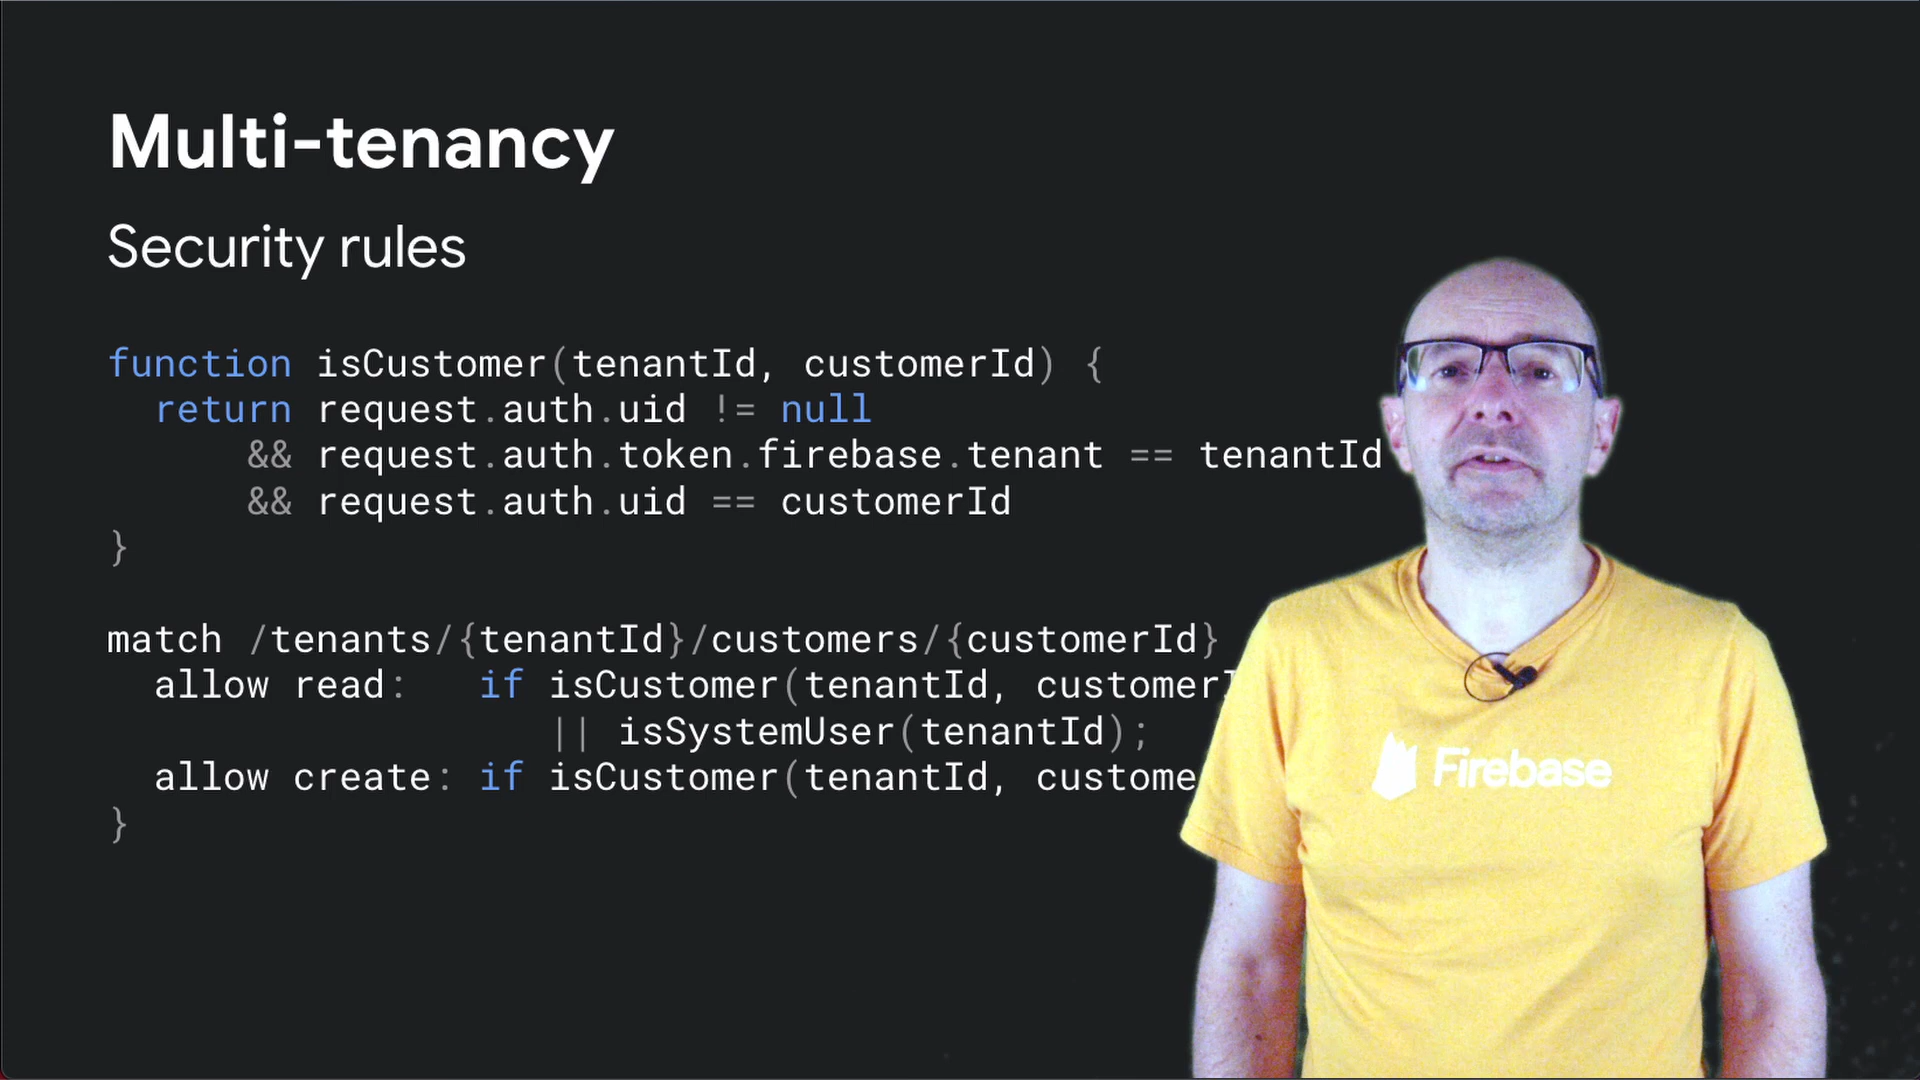 Multi-tenancy
Security rules
function isCustomer(tenantId, customerId) {
return request.auth.uid != null
&& request.auth.token.firebase.tenant == tenantId
&& request.auth.uid == customerId
}
match /tenants/{tenantId}/customers/{customerId}
allow read: if isCustomer(tenantId, customerI
|| isSystemUser(tenantId);
allow create: if isCustomer(tenantId, custome
}
Firebase